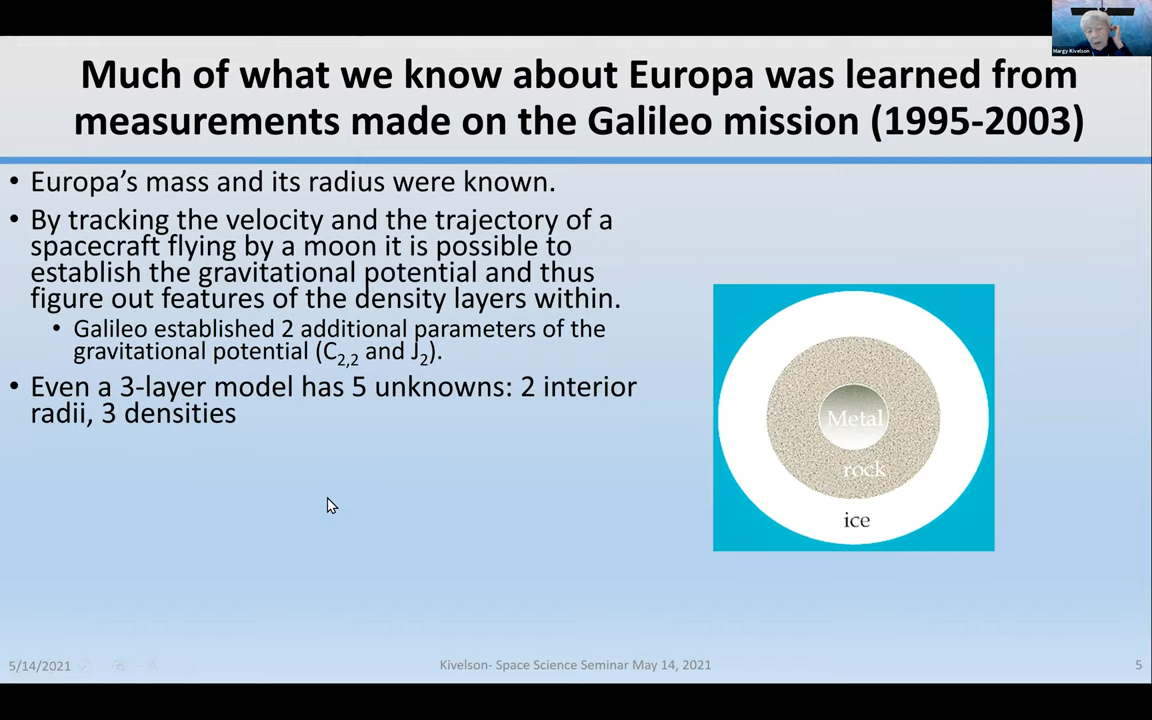 Margy Kivelson
Much of what we know about Europa was learned from
measurements made on the Galileo mission (1995-2003)
• Europa’s mass and its radius were known.
• By tracking the velocity and the trajectory of a
spacecraft flying by a moon it is possible to
establish the gravitational potential and thus
figure out features of the density layers within.
• Galileo established 2 additional parameters of the
gravitational potential (C2,2 and J2).
• Even a 3-layer model has 5 unknowns: 2 interior
radii, 3 densities
Metal
rock
ice
5/14/2021
Kivelson- Space Science Seminar May 14, 2021
5